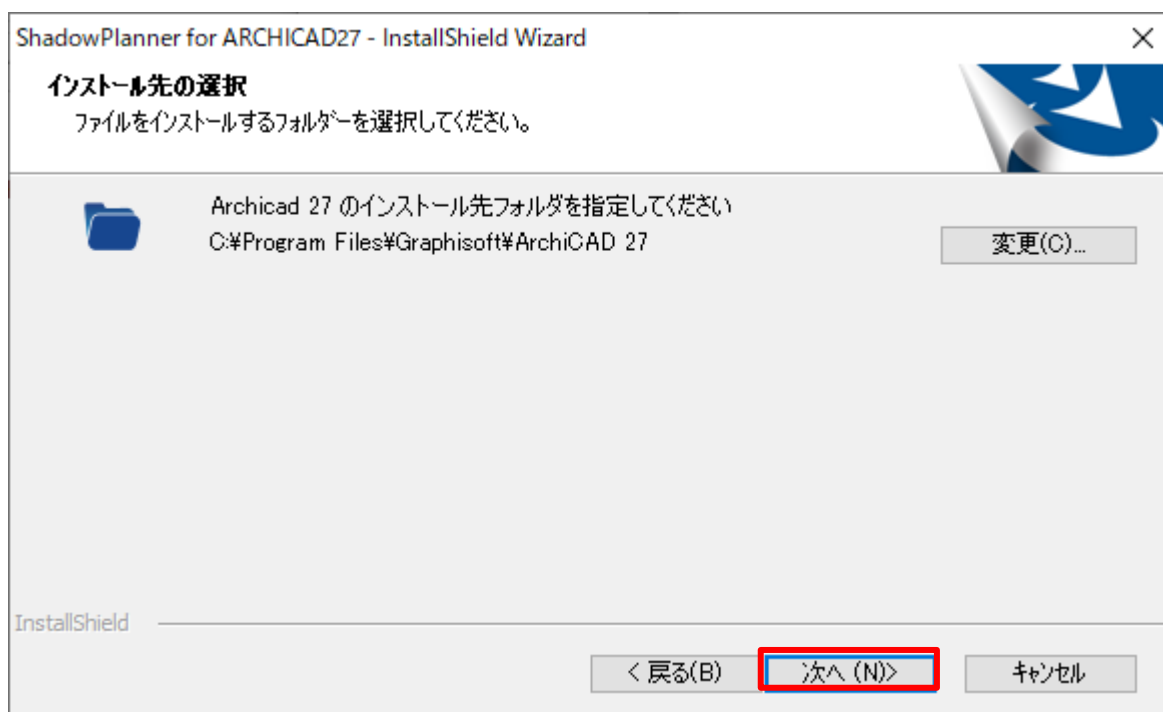 ShadowPlanner for ARCHICAD27 - InstallShield Wizard
インストール先の選択
ファイルをインストールするフォルダーを選択してください。
Archicad 27 のインストール先フォルダを指定してください
C:¥Program Files¥Graphisoft¥ArchiCAD 27
変更(C)...
InstallShield
< 戻る(B)
次へ (N)>
キャンセル